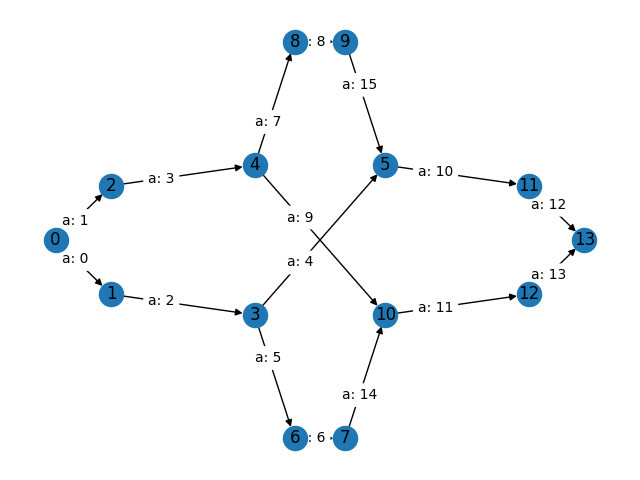 8 : 8 9
a: 15
a: 7
4 5
a: 10
a: 3
2 11
a: 12
a: 1
a: 9
0 13
a: 0
a: 4
a: 13
1 12
a: 2
a: 11
3 10
a: 5
a: 14
6 : 6 7